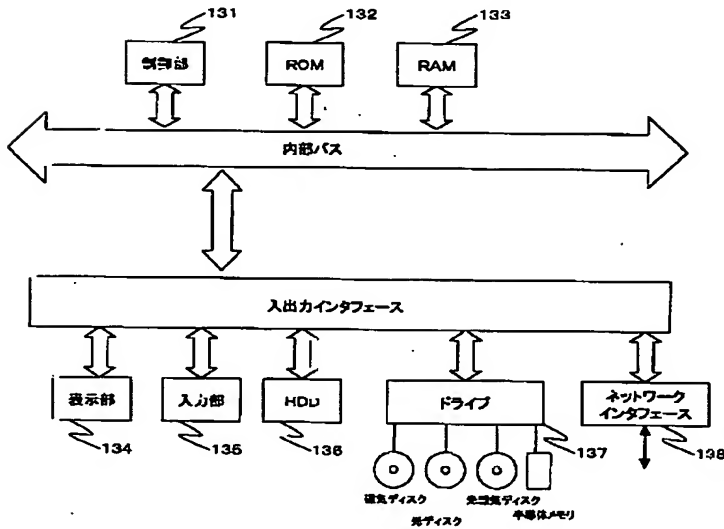 131
132
133
制御部
ROM
RAM
内部バス
入出力インタフェース
表示部
入力部
HDD
ドライブ
ネットワーク
インタフェース
134
135
136
137
138
磁気ディスク
光ディスク
光磁気ディスク
半導体メモリ